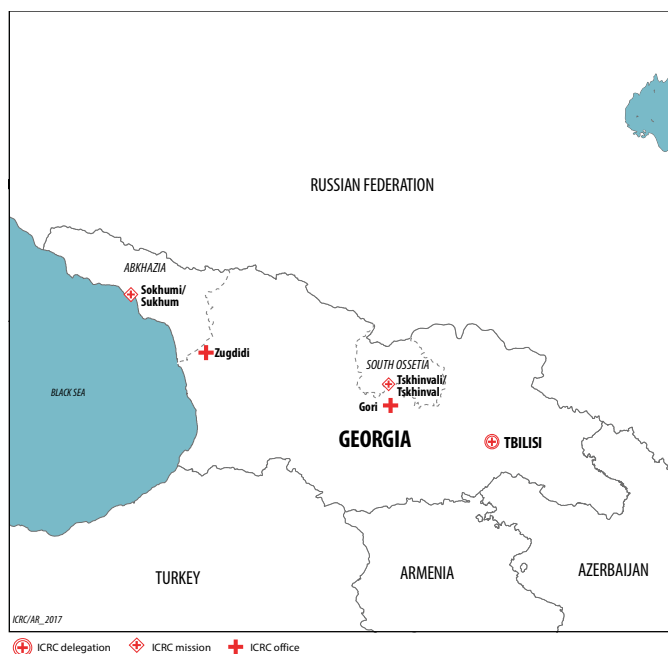 RUSSIAN FEDERATION
ABKHAZIA
Sokhumi/
Sukhum
Zugdidi
SOUTH OSSETIA
Tskhinvali/
Tskhinval
BLACK SEA
Gori
GEORGIA
TBILISI
TURKEY
ARMENIA
AZERBAIJAN
ICRC/AR_2017
ICRC delegation
ICRC mission
ICRC office